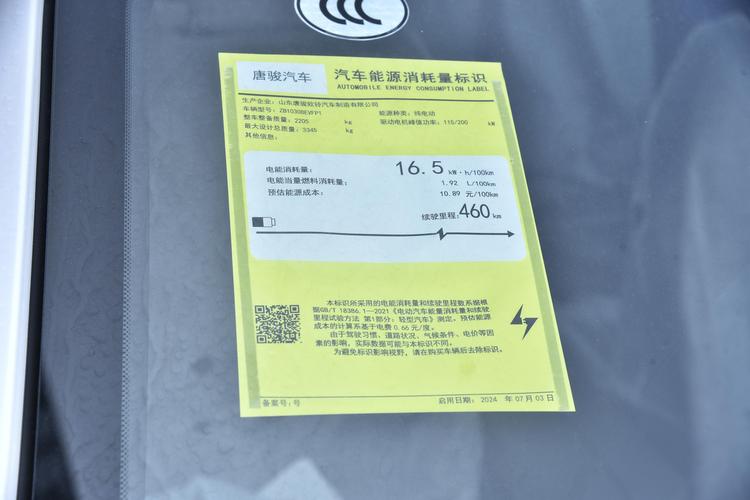 唐骏汽车
汽车能源消耗量标识
AUTOMOBILE ENERGY CONSUMPTION LABEL
生产企业：山东唐骏欧铃汽车制造有限公司
车辆型号：ZB1030BEVFP1
能源种类：纯电动
整车整备质量：2205 kg
驱动电机峰值功率：115/200 kW
最大设计总质量：3345 kg
其他信息：
电能消耗量： 16.5 kW·h/100km
电能当量燃料消耗量： 1.92 L/100km
预估能源成本： 10.89 元/100km
续驶里程：460 km
本标识所采用的电能消耗量和续驶里程数系据根
据GB/T 18386.1—2021《电动汽车能量消耗量和续驶
里程试验方法 第1部分：轻型汽车》测定，预估能源
成本的计算系基于电费 0.66 元/度。
由于驾驶习惯、道路状况、气候条件、电价等因
素的影响，实际数据可能与本标识不同。
为避免标识影响视野，请在购买车辆后去除标识。
备案号：号
启用日期：2024 年 07 月 03 日